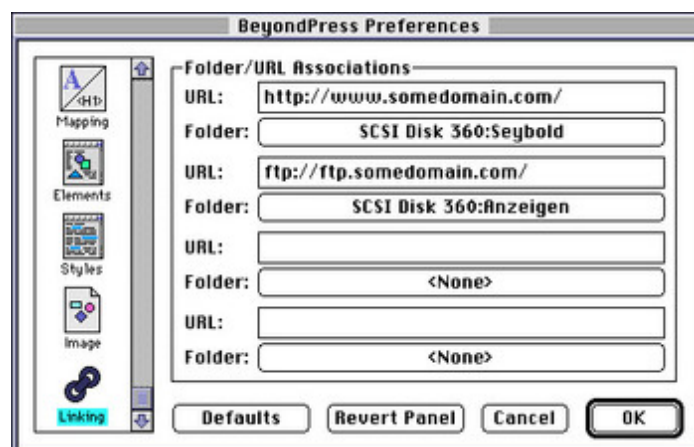 BeyondPress Preferences
Mapping
Elements
Styles
Image
Linking
Folder/URL Associations
URL: http://www.somedomain.com/
Folder: SCSI Disk 360:Seybold
URL: ftp://ftp.somedomain.com/
Folder: SCSI Disk 360:Anzeigen
URL:
Folder: <None>
URL:
Folder: <None>
Defaults Revert Panel Cancel OK